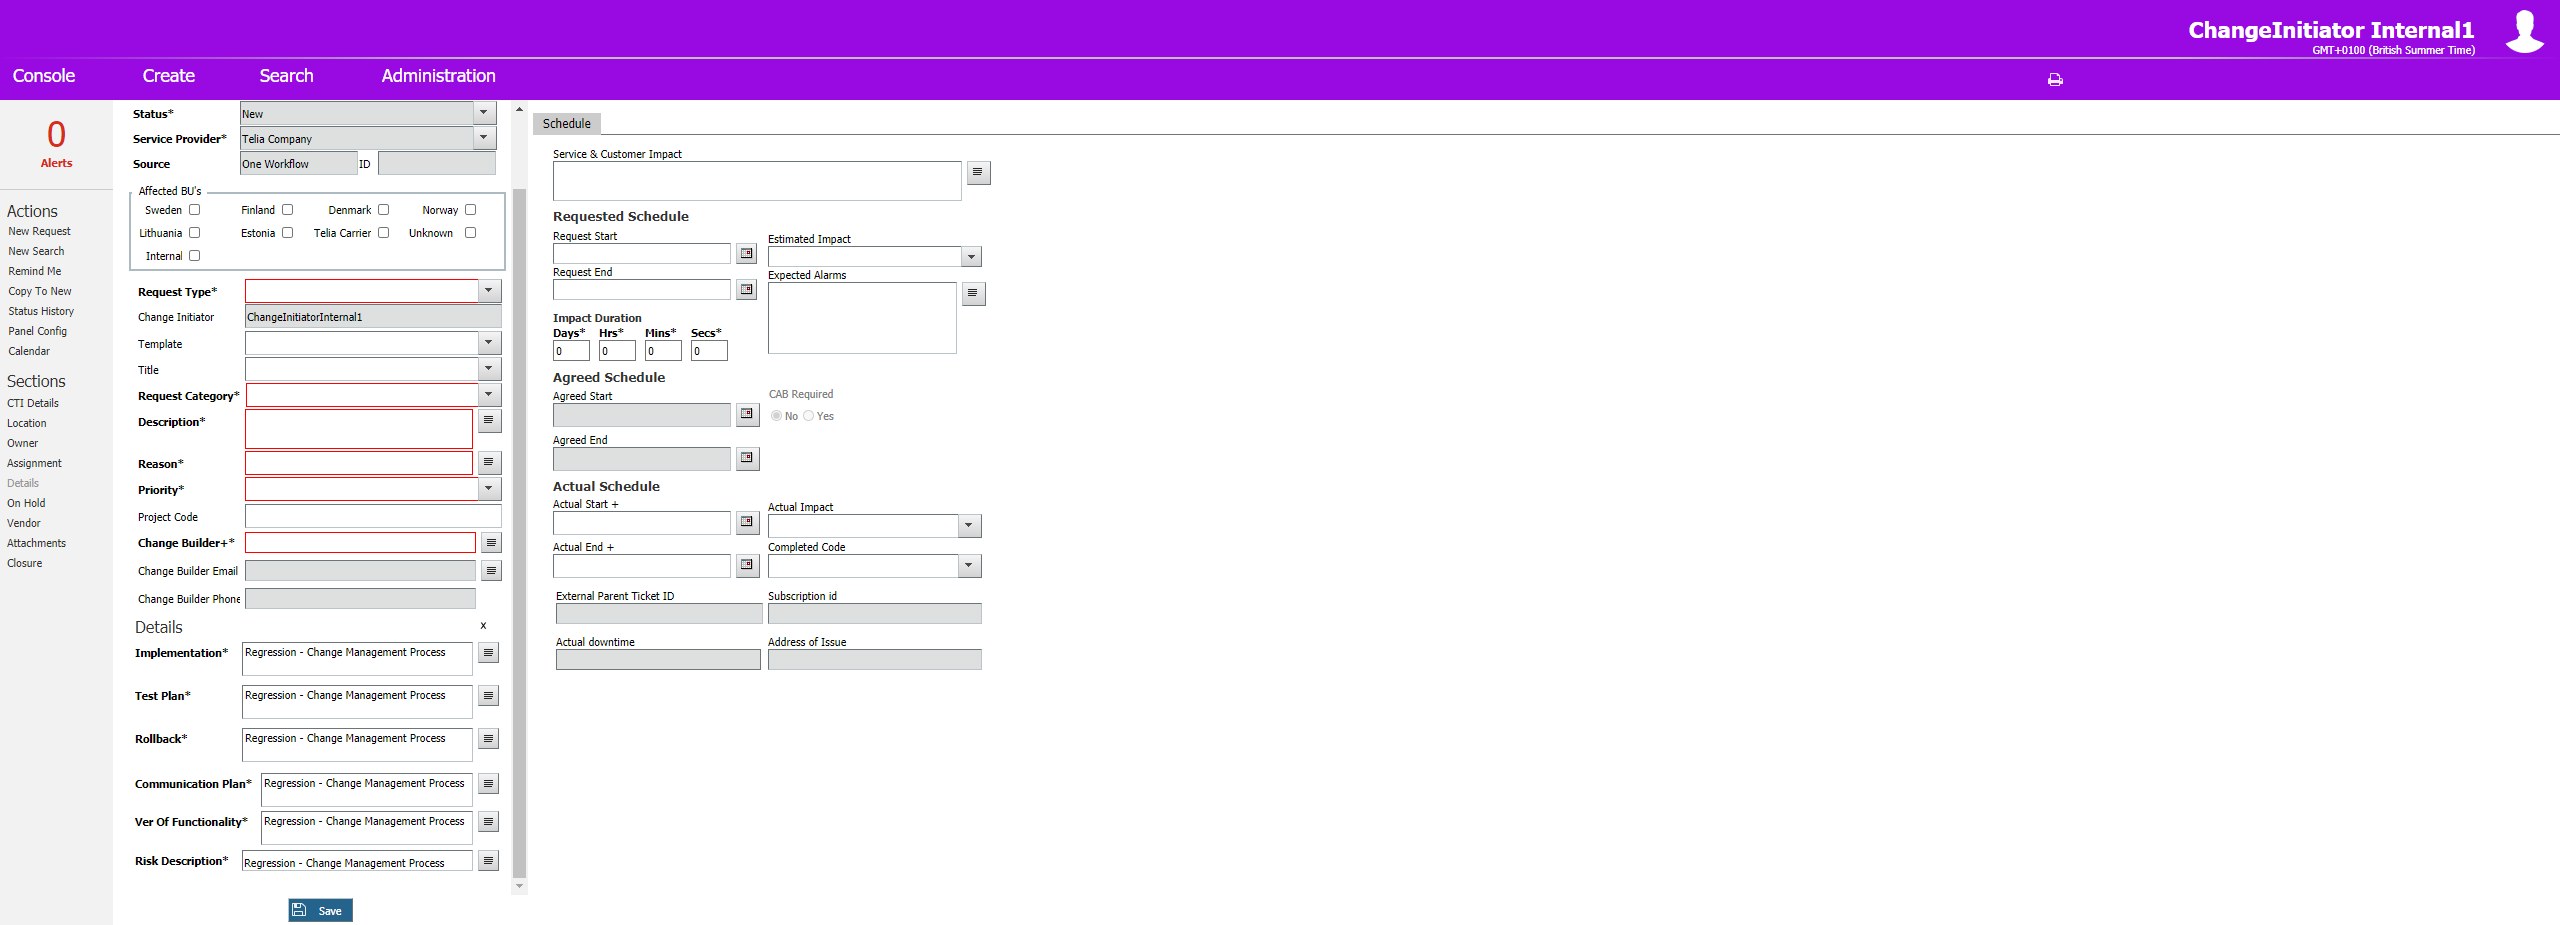 ChangeInitiator Internal1
GMT+0100 (British Summer Time)
Console Create Search Administration
0
Alerts
Actions
New Request
New Search
Remind Me
Copy To New
Status History
Panel Config
Calendar
Sections
CTI Details
Location
Owner
Assignment
Details
On Hold
Vendor
Attachments
Closure
Status* New
Service Provider* Telia Company
Source One Workflow ID
Affected BU's
Sweden Finland Denmark Norway
Lithuania Estonia Telia Carrier Unknown
Internal
Request Type*
Change Initiator ChangeInitiatorInternal1
Template
Title
Request Category*
Description*
Reason*
Priority*
Project Code
Change Builder+*
Change Builder Email
Change Builder Phone
Details x
Implementation* Regression - Change Management Process
Test Plan* Regression - Change Management Process
Rollback* Regression - Change Management Process
Communication Plan* Regression - Change Management Process
Ver Of Functionality* Regression - Change Management Process
Risk Description* Regression - Change Management Process
Save
Schedule
Service & Customer Impact
Requested Schedule
Request Start Estimated Impact
Request End Expected Alarms
Impact Duration
Days* Hrs* Mins* Secs*
0 0 0 0
Agreed Schedule
Agreed Start CAB Required
No Yes
Agreed End
Actual Schedule
Actual Start + Actual Impact
Actual End + Completed Code
External Parent Ticket ID Subscription id
Actual downtime Address of Issue